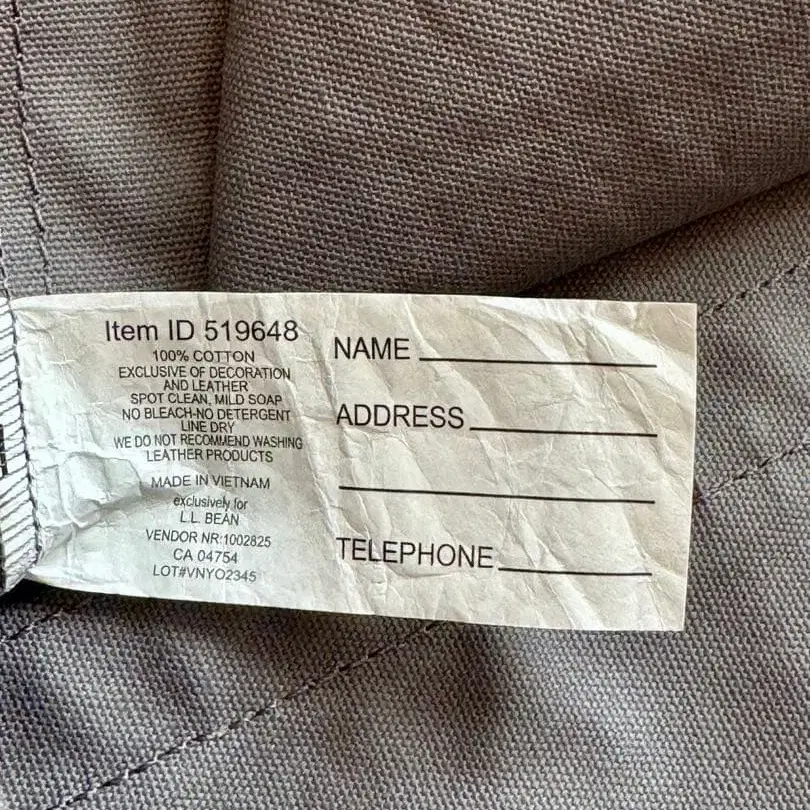 Item ID 519648
100% COTTON
EXCLUSIVE OF DECORATION
AND LEATHER
SPOT CLEAN, MILD SOAP
NO BLEACH-NO DETERGENT
LINE DRY
WE DO NOT RECOMMEND WASHING
LEATHER PRODUCTS
MADE IN VIETNAM
exclusively for
L.L. BEAN
VENDOR NR:1002825
CA 04754
LOT#VNYO2345
NAME
ADDRESS
TELEPHONE